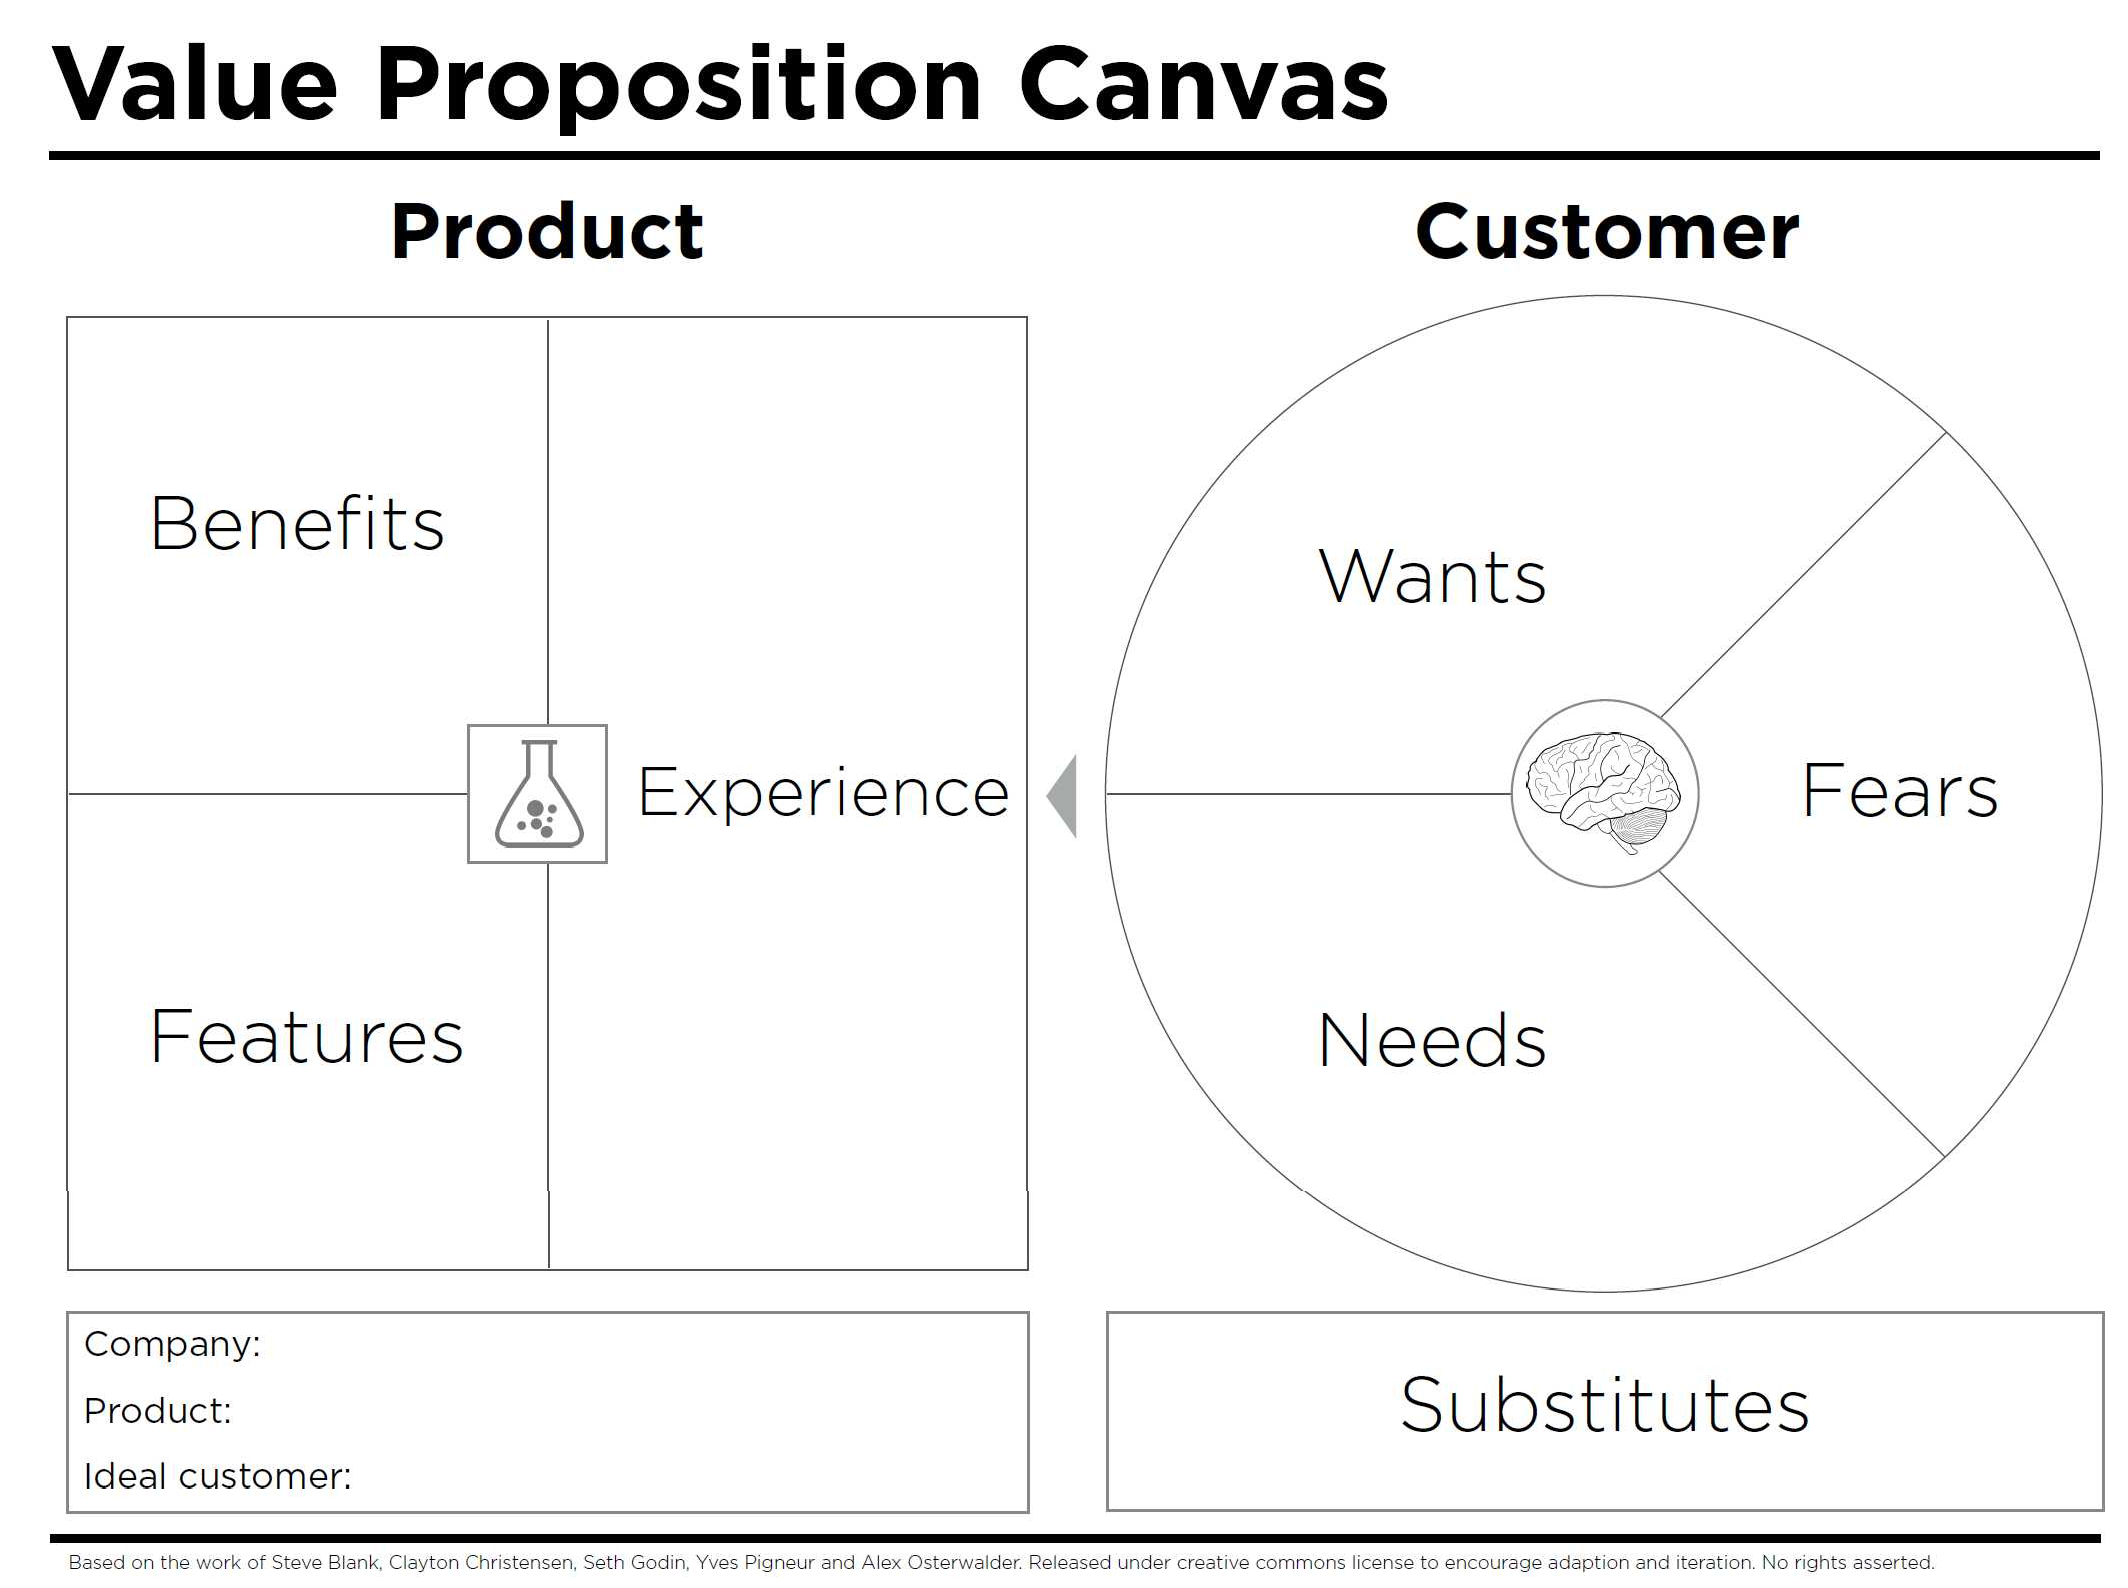 Value Proposition Canvas
Product
Customer
Benefits
Experience
Features
Wants
Fears
Needs
Company:
Product:
Ideal customer:
Substitutes
Based on the work of Steve Blank, Clayton Christensen, Seth Godin, Yves Pigneur and Alex Osterwalder. Released under creative commons license to encourage adaption and iteration. No rights asserted.